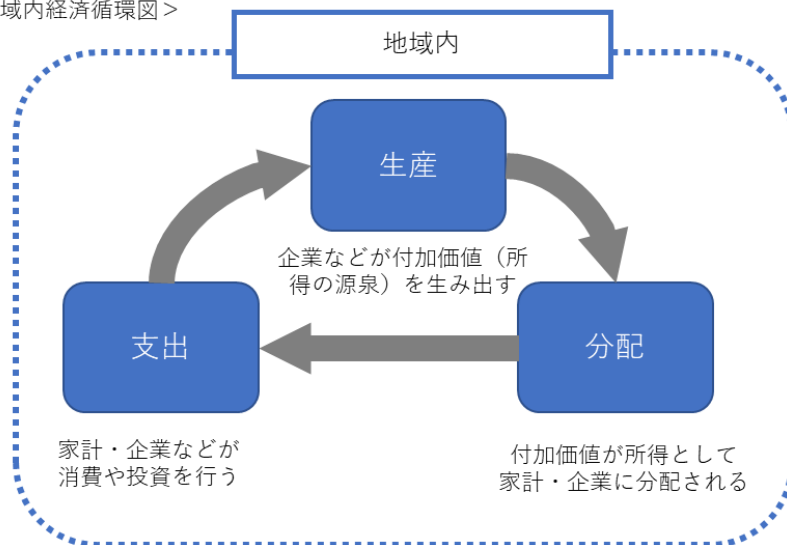 域内経済循環図＞
地域内
生産
企業などが付加価値（所
得の源泉）を生み出す
支出
分配
家計・企業などが
消費や投資を行う
付加価値が所得として
家計・企業に分配される